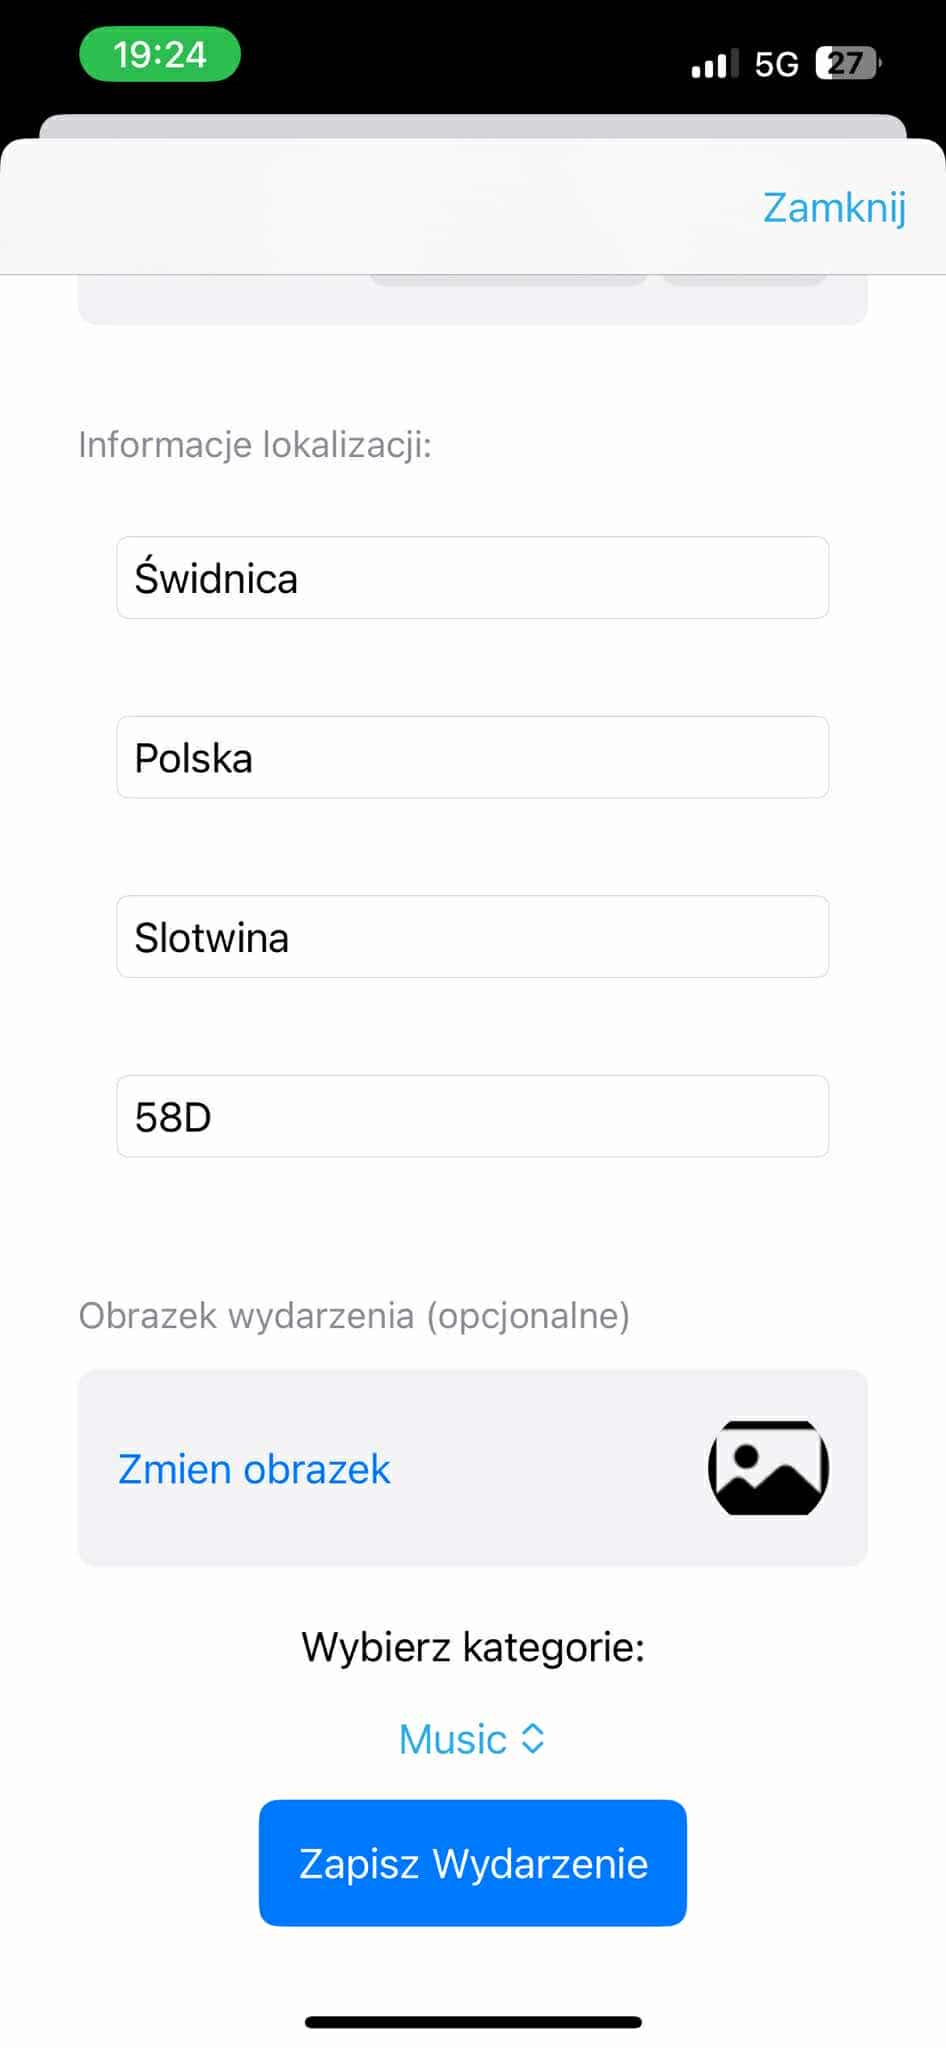 19:24
5G 27
Zamknij
Informacje lokalizacji:
Świdnica
Polska
Slotwina
58D
Obrazek wydarzenia (opcjonalne)
Zmien obrazek
Wybierz kategorie:
Music
Zapisz Wydarzenie